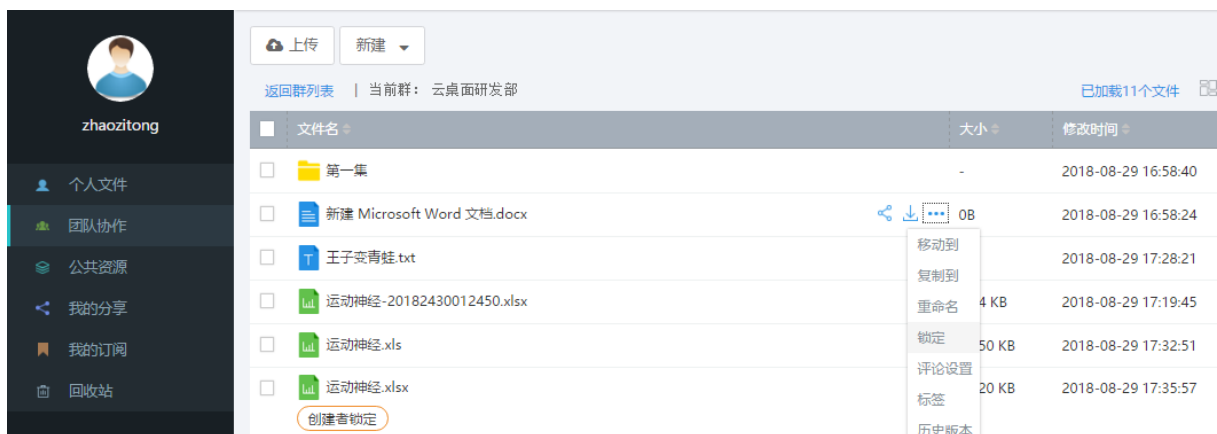 上传 新建
返回群列表 | 当前群： 云桌面研发部 已加载11个文件
zhaozitong
个人文件
团队协作
公共资源
我的分享
我的订阅
回收站
文件名 大小 修改时间
第一集 - 2018-08-29 16:58:40
新建 Microsoft Word 文档.docx 0B 2018-08-29 16:58:24
王子变青蛙.txt 2018-08-29 17:28:21
运动神经-20182430012450.xlsx 4 KB 2018-08-29 17:19:45
运动神经.xls 50 KB 2018-08-29 17:32:51
运动神经.xlsx 20 KB 2018-08-29 17:35:57
创建者锁定
移动到
复制到
重命名
锁定
评论设置
标签
历史版本